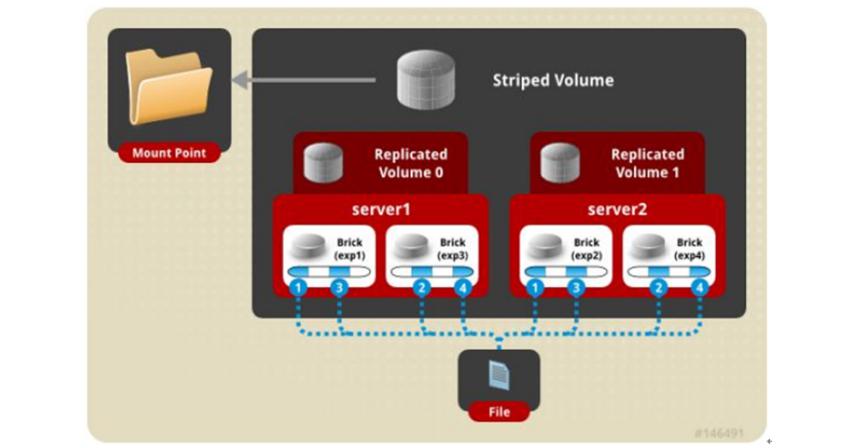 Striped Volume
Mount Point
Replicated
Volume 0
Replicated
Volume 1
server1
server2
Brick
(exp1)
Brick
(exp3)
Brick
(exp2)
Brick
(exp4)
1
3
2
4
1
3
2
4
File
#146491